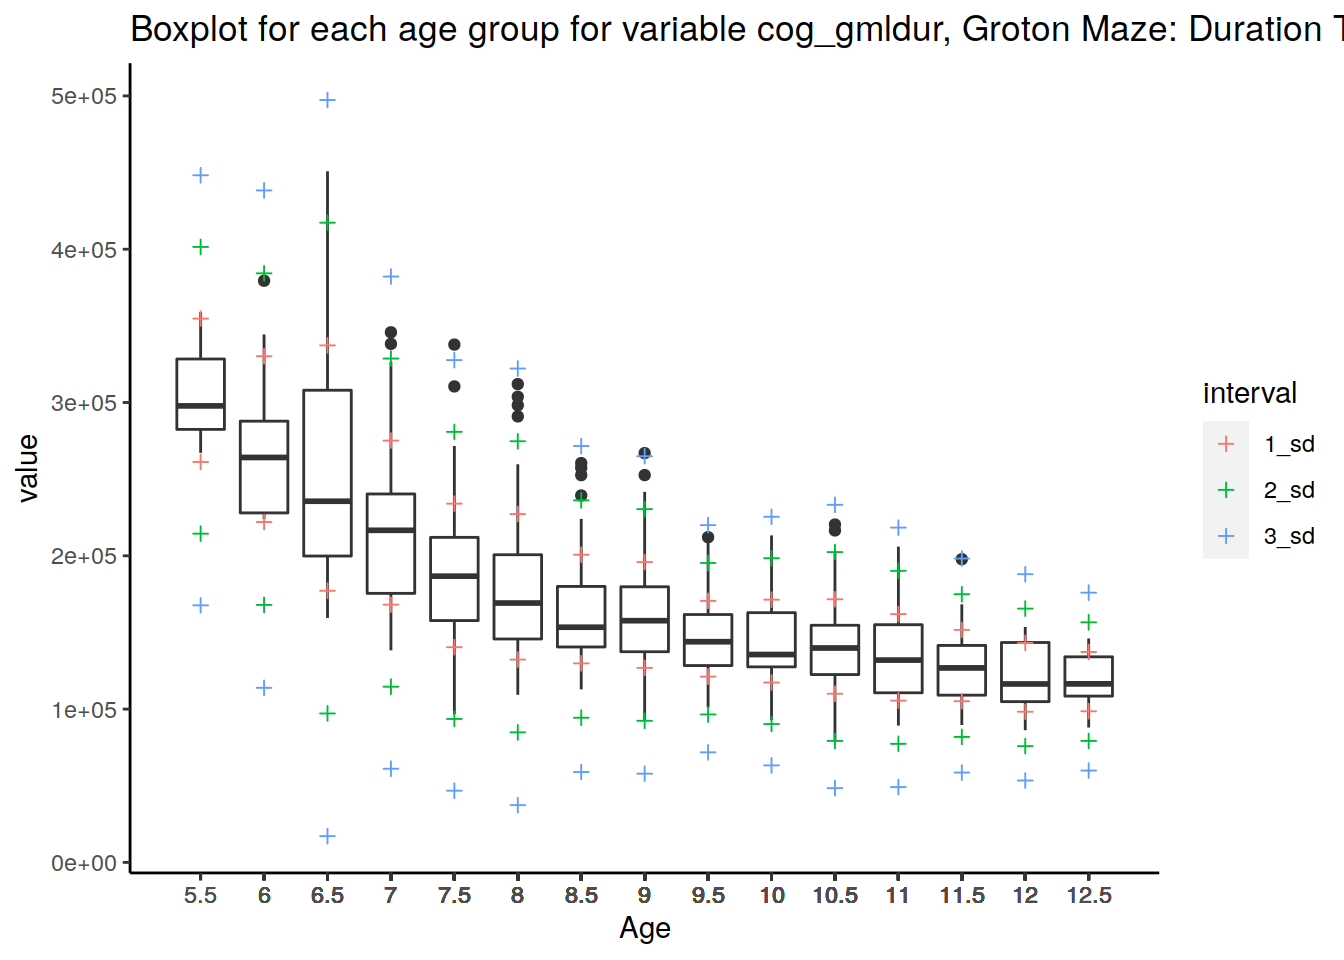 Boxplot for each age group for variable cog_gmldur, Groton Maze: Duration T
5e+05
4e+05
3e+05
2e+05
1e+05
0e+00
value
5.5 6 6.5 7 7.5 8 8.5 9 9.5 10 10.5 11 11.5 12 12.5
Age
interval
1_sd
2_sd
3_sd